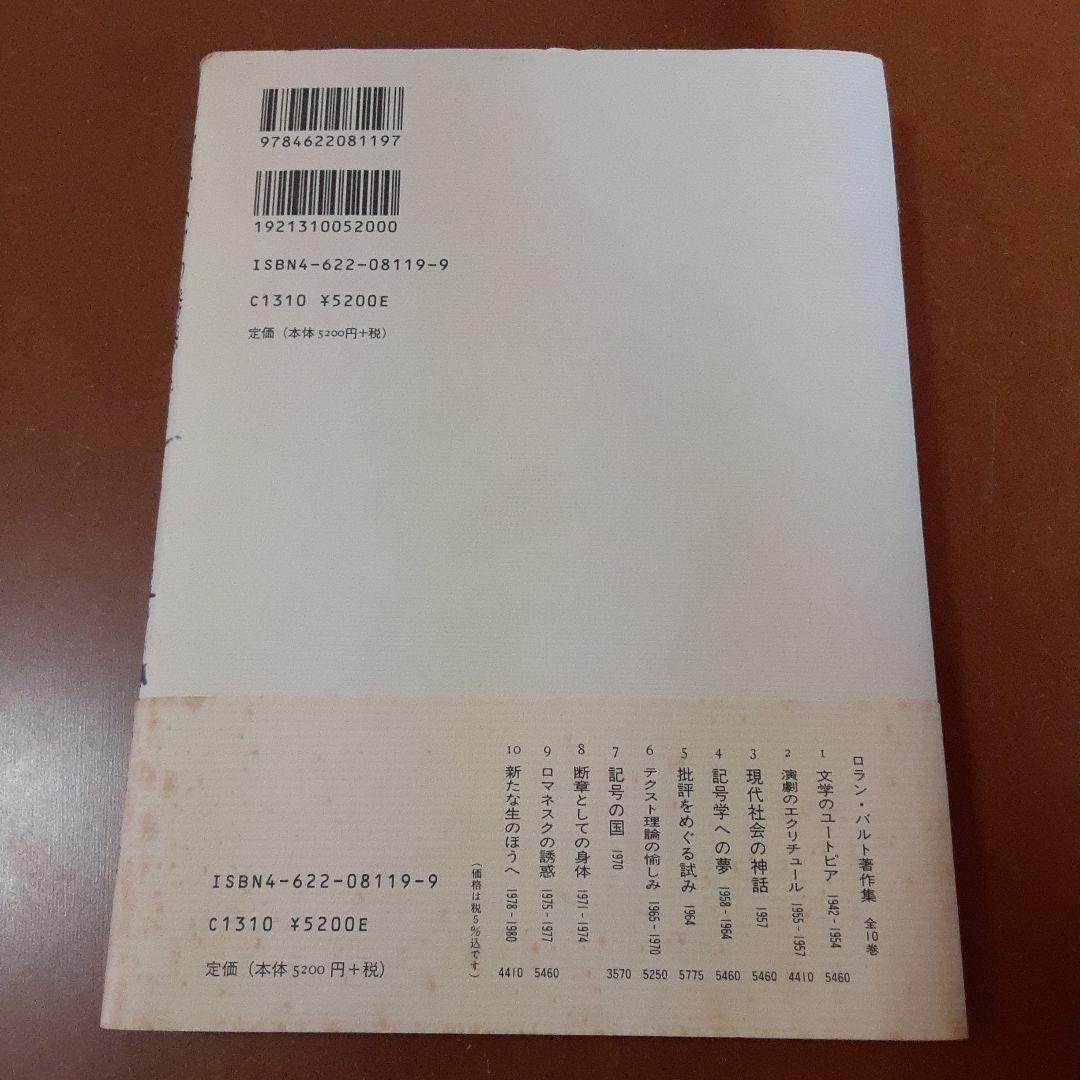 9784622081197
1921310052000
ISBN4-622-08119-9
C1310 ¥5200E
定価（本体5200円＋税）
ロラン・バルト著作集 全10巻
1 文学のユートピア 1942-1954 5460
2 演劇のエクリチュール 1955-1957 4410
3 現代社会の神話 1957 5460
4 記号学への夢 1958-1964 5460
5 批評をめぐる試み 1964 5775
6 テクスト理論の愉しみ 1965-1970 5250
7 記号の国 1970 3570
8 断章としての身体 1971-1974
9 ロマネスクの誘惑 1975-1977 5460
10 新たな生のほうへ 1978-1980 4410
（価格は税5%込です）
ISBN4-622-08119-9
C1310 ¥5200E
定価（本体5200円＋税）